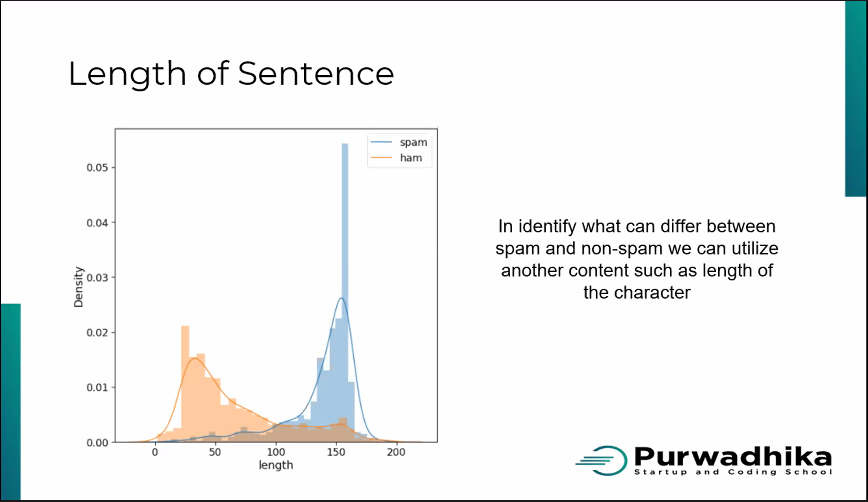 Length of Sentence
spam
ham
0.05
0.04
0.03
0.02
0.01
0.00
Density
0
50
100
150
200
length
In identify what can differ between
spam and non-spam we can utilize
another content such as length of
the character
Purwadhika
Startup and Coding School